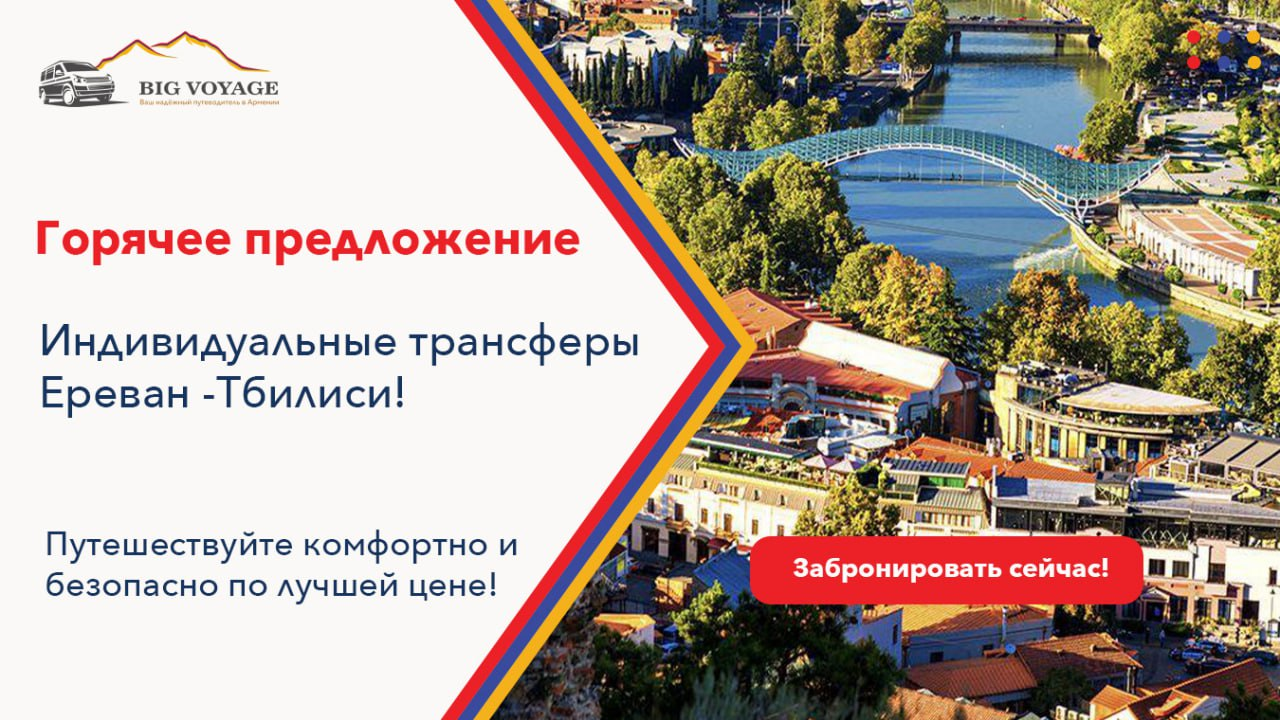 BIG VOYAGE
Ваш надёжный путеводитель в Армении
Горячее предложение
Индивидуальные трансферы
Ереван -Тбилиси!
Путешествуйте комфортно и
безопасно по лучшей цене!
Забронировать сейчас!